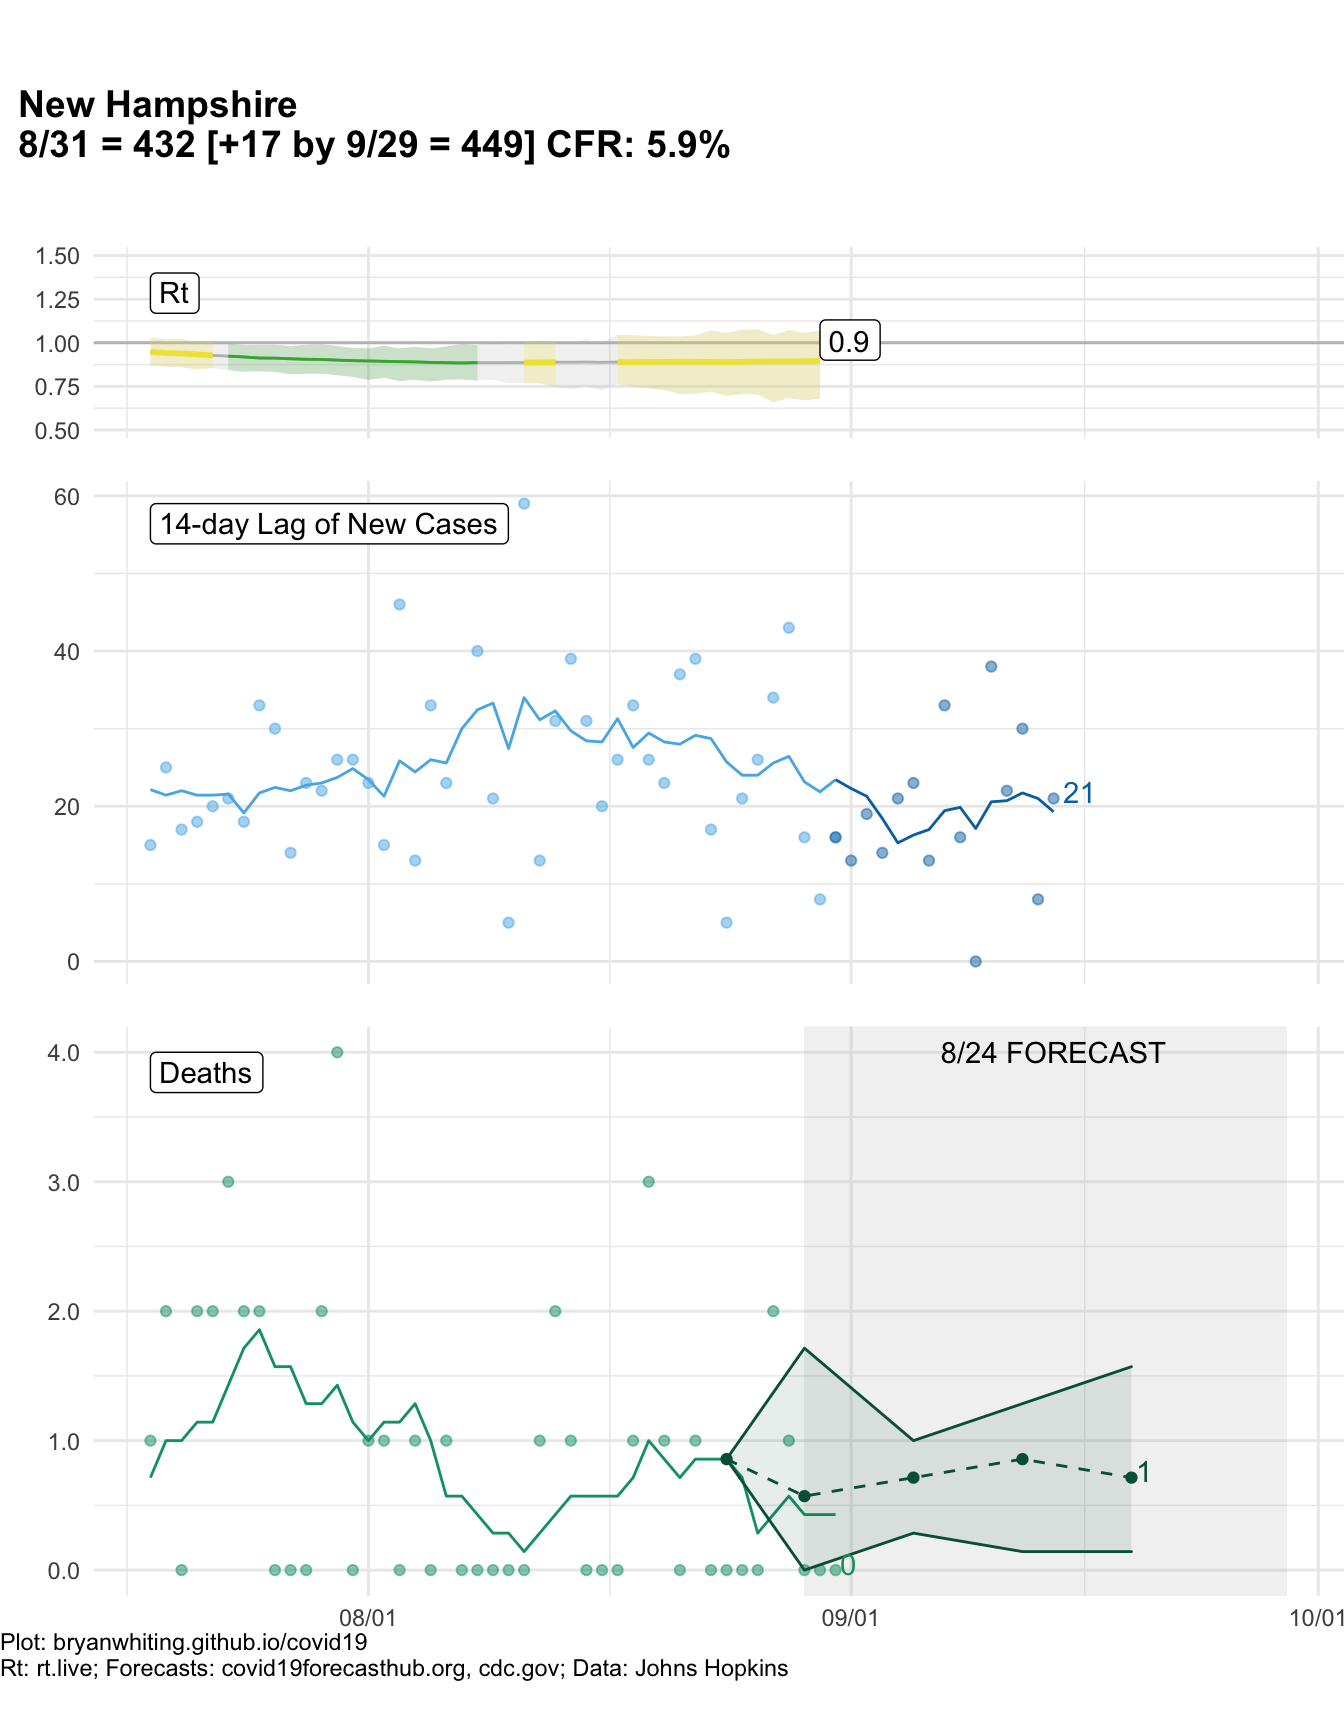 New Hampshire
8/31 = 432 [+17 by 9/29 = 449] CFR: 5.9%
1.50
1.25
1.00
0.75
0.50
Rt
0.9
60
40
20
0
14-day Lag of New Cases
21
4.0
3.0
2.0
1.0
0.0
Deaths
8/24 FORECAST
1
0
08/01
09/01
10/01
Plot: bryanwhiting.github.io/covid19
Rt: rt.live; Forecasts: covid19forecasthub.org, cdc.gov; Data: Johns Hopkins